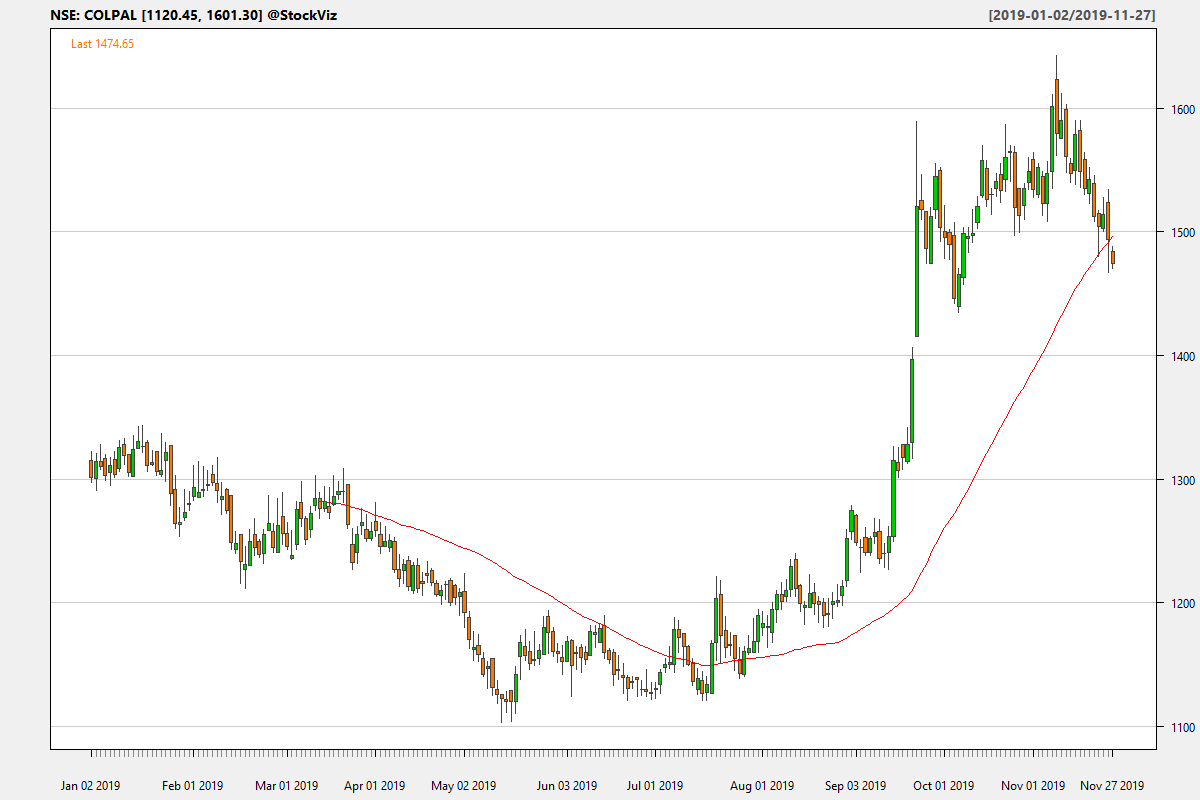 NSE: COLPAL [1120.45, 1601.30] @StockViz [2019-01-02/2019-11-27]
Last 1474.65
1600
1500
1400
1300
1200
1100
Jan 02 2019 Feb 01 2019 Mar 01 2019 Apr 01 2019 May 02 2019 Jun 03 2019 Jul 01 2019 Aug 01 2019 Sep 03 2019 Oct 01 2019 Nov 01 2019 Nov 27 2019